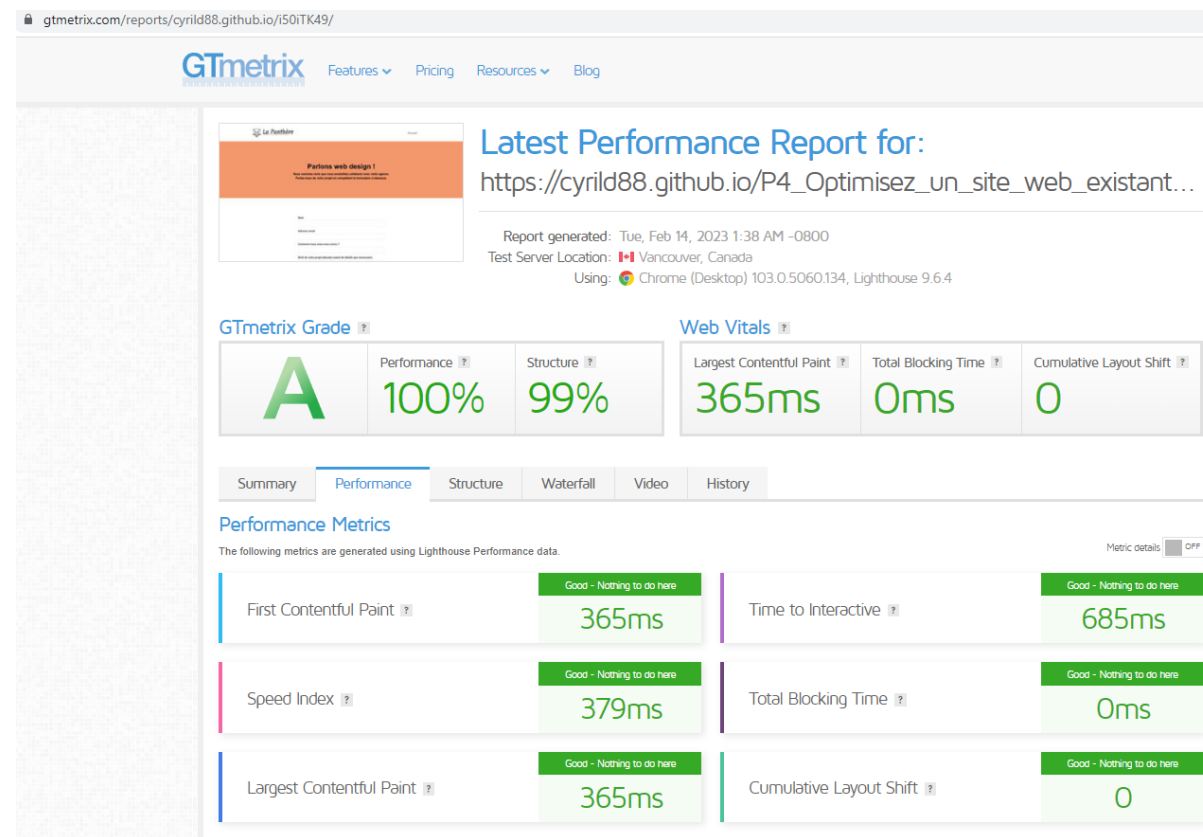 gtmetrix.com/reports/cyrild88.github.io/i50iTK49/
GTmetrix Features Pricing Resources Blog
La Panthère
Parlons web design !
Latest Performance Report for:
https://cyrild88.github.io/P4_Optimisez_un_site_web_existant...
Report generated: Tue, Feb 14, 2023 1:38 AM -0800
Test Server Location: Vancouver, Canada
Using: Chrome (Desktop) 103.0.5060.134, Lighthouse 9.6.4
GTmetrix Grade ?
A
Performance ?
100%
Structure ?
99%
Web Vitals ?
Largest Contentful Paint ?
365ms
Total Blocking Time ?
0ms
Cumulative Layout Shift ?
0
Summary Performance Structure Waterfall Video History
Performance Metrics
The following metrics are generated using Lighthouse Performance data.
Metric details OFF
First Contentful Paint ?
Good - Nothing to do here
365ms
Time to Interactive ?
Good - Nothing to do here
685ms
Speed Index ?
Good - Nothing to do here
379ms
Total Blocking Time ?
Good - Nothing to do here
0ms
Largest Contentful Paint ?
Good - Nothing to do here
365ms
Cumulative Layout Shift ?
Good - Nothing to do here
0